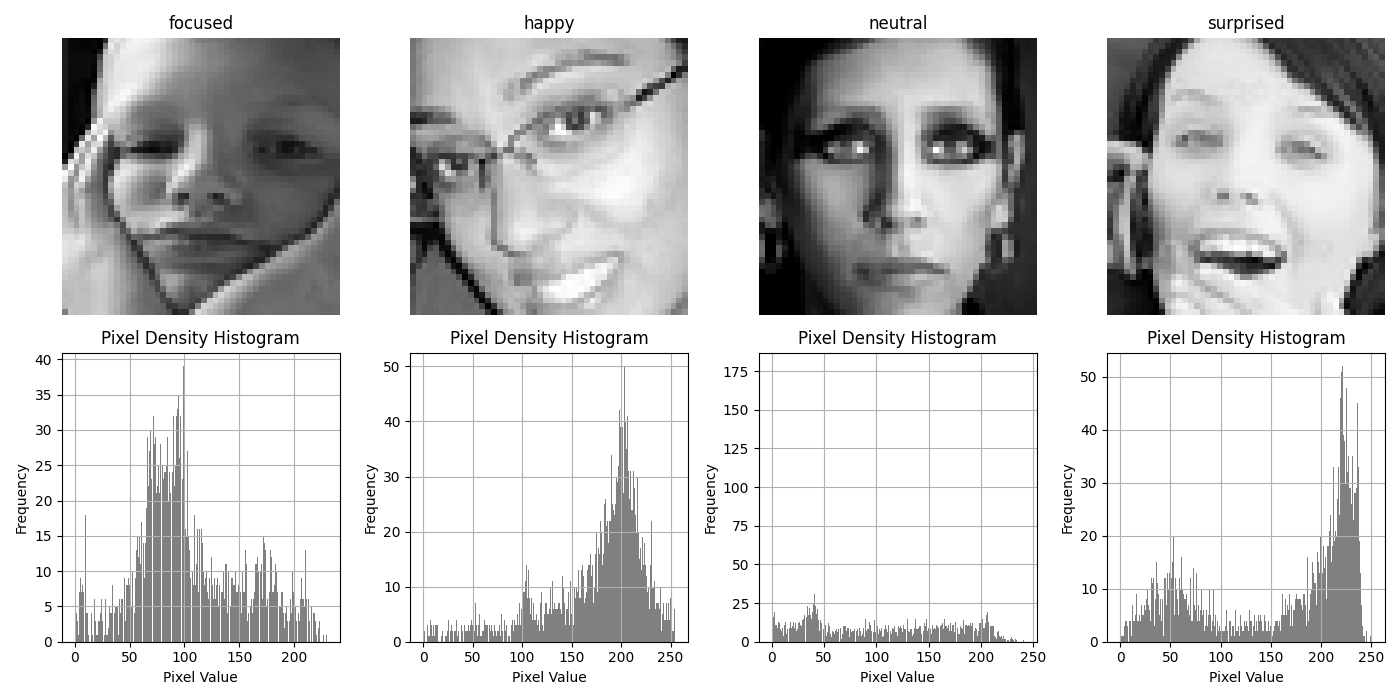 focused
happy
neutral
surprised
Pixel Density Histogram
Pixel Density Histogram
Pixel Density Histogram
Pixel Density Histogram
Frequency
40
35
30
25
20
15
10
5
0
0 50 100 150 200
Pixel Value
Frequency
50
40
30
20
10
0
0 50 100 150 200 250
Pixel Value
Frequency
175
150
125
100
75
50
25
0
0 50 100 150 200 250
Pixel Value
Frequency
50
40
30
20
10
0
0 50 100 150 200 250
Pixel Value